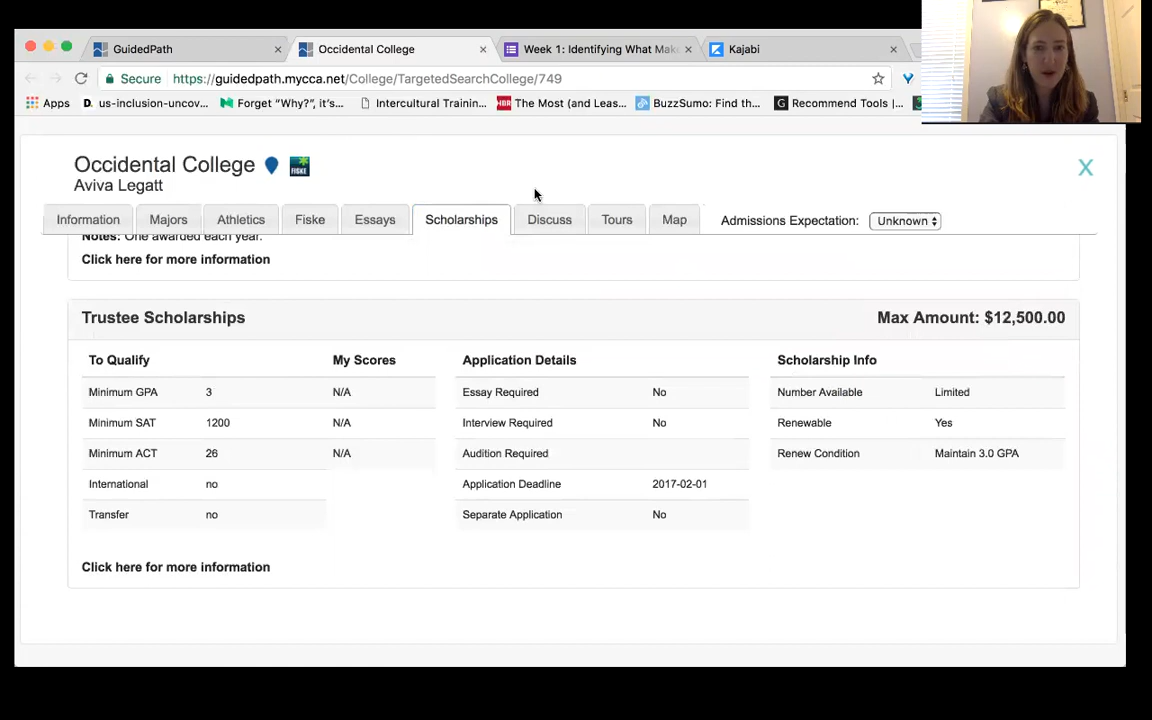 GuidedPath × Occidental College × Week 1: Identifying What Mak × Kajabi ×
Secure https://guidedpath.mycca.net/College/TargetedSearchCollege/749
Apps D. us-inclusion-uncov... Forget “Why?”, it’s... Intercultural Trainin... HBR The Most (and Leas... BuzzSumo: Find th... G Recommend Tools |...
Occidental College FISKE X
Aviva Legatt
Information Majors Athletics Fiske Essays Scholarships Discuss Tours Map Admissions Expectation: Unknown
Notes: One awarded each year.
Click here for more information
Trustee Scholarships Max Amount: $12,500.00
To Qualify My Scores Application Details Scholarship Info
Minimum GPA 3 N/A Essay Required No Number Available Limited
Minimum SAT 1200 N/A Interview Required No Renewable Yes
Minimum ACT 26 N/A Audition Required Renew Condition Maintain 3.0 GPA
International no Application Deadline 2017-02-01
Transfer no Separate Application No
Click here for more information